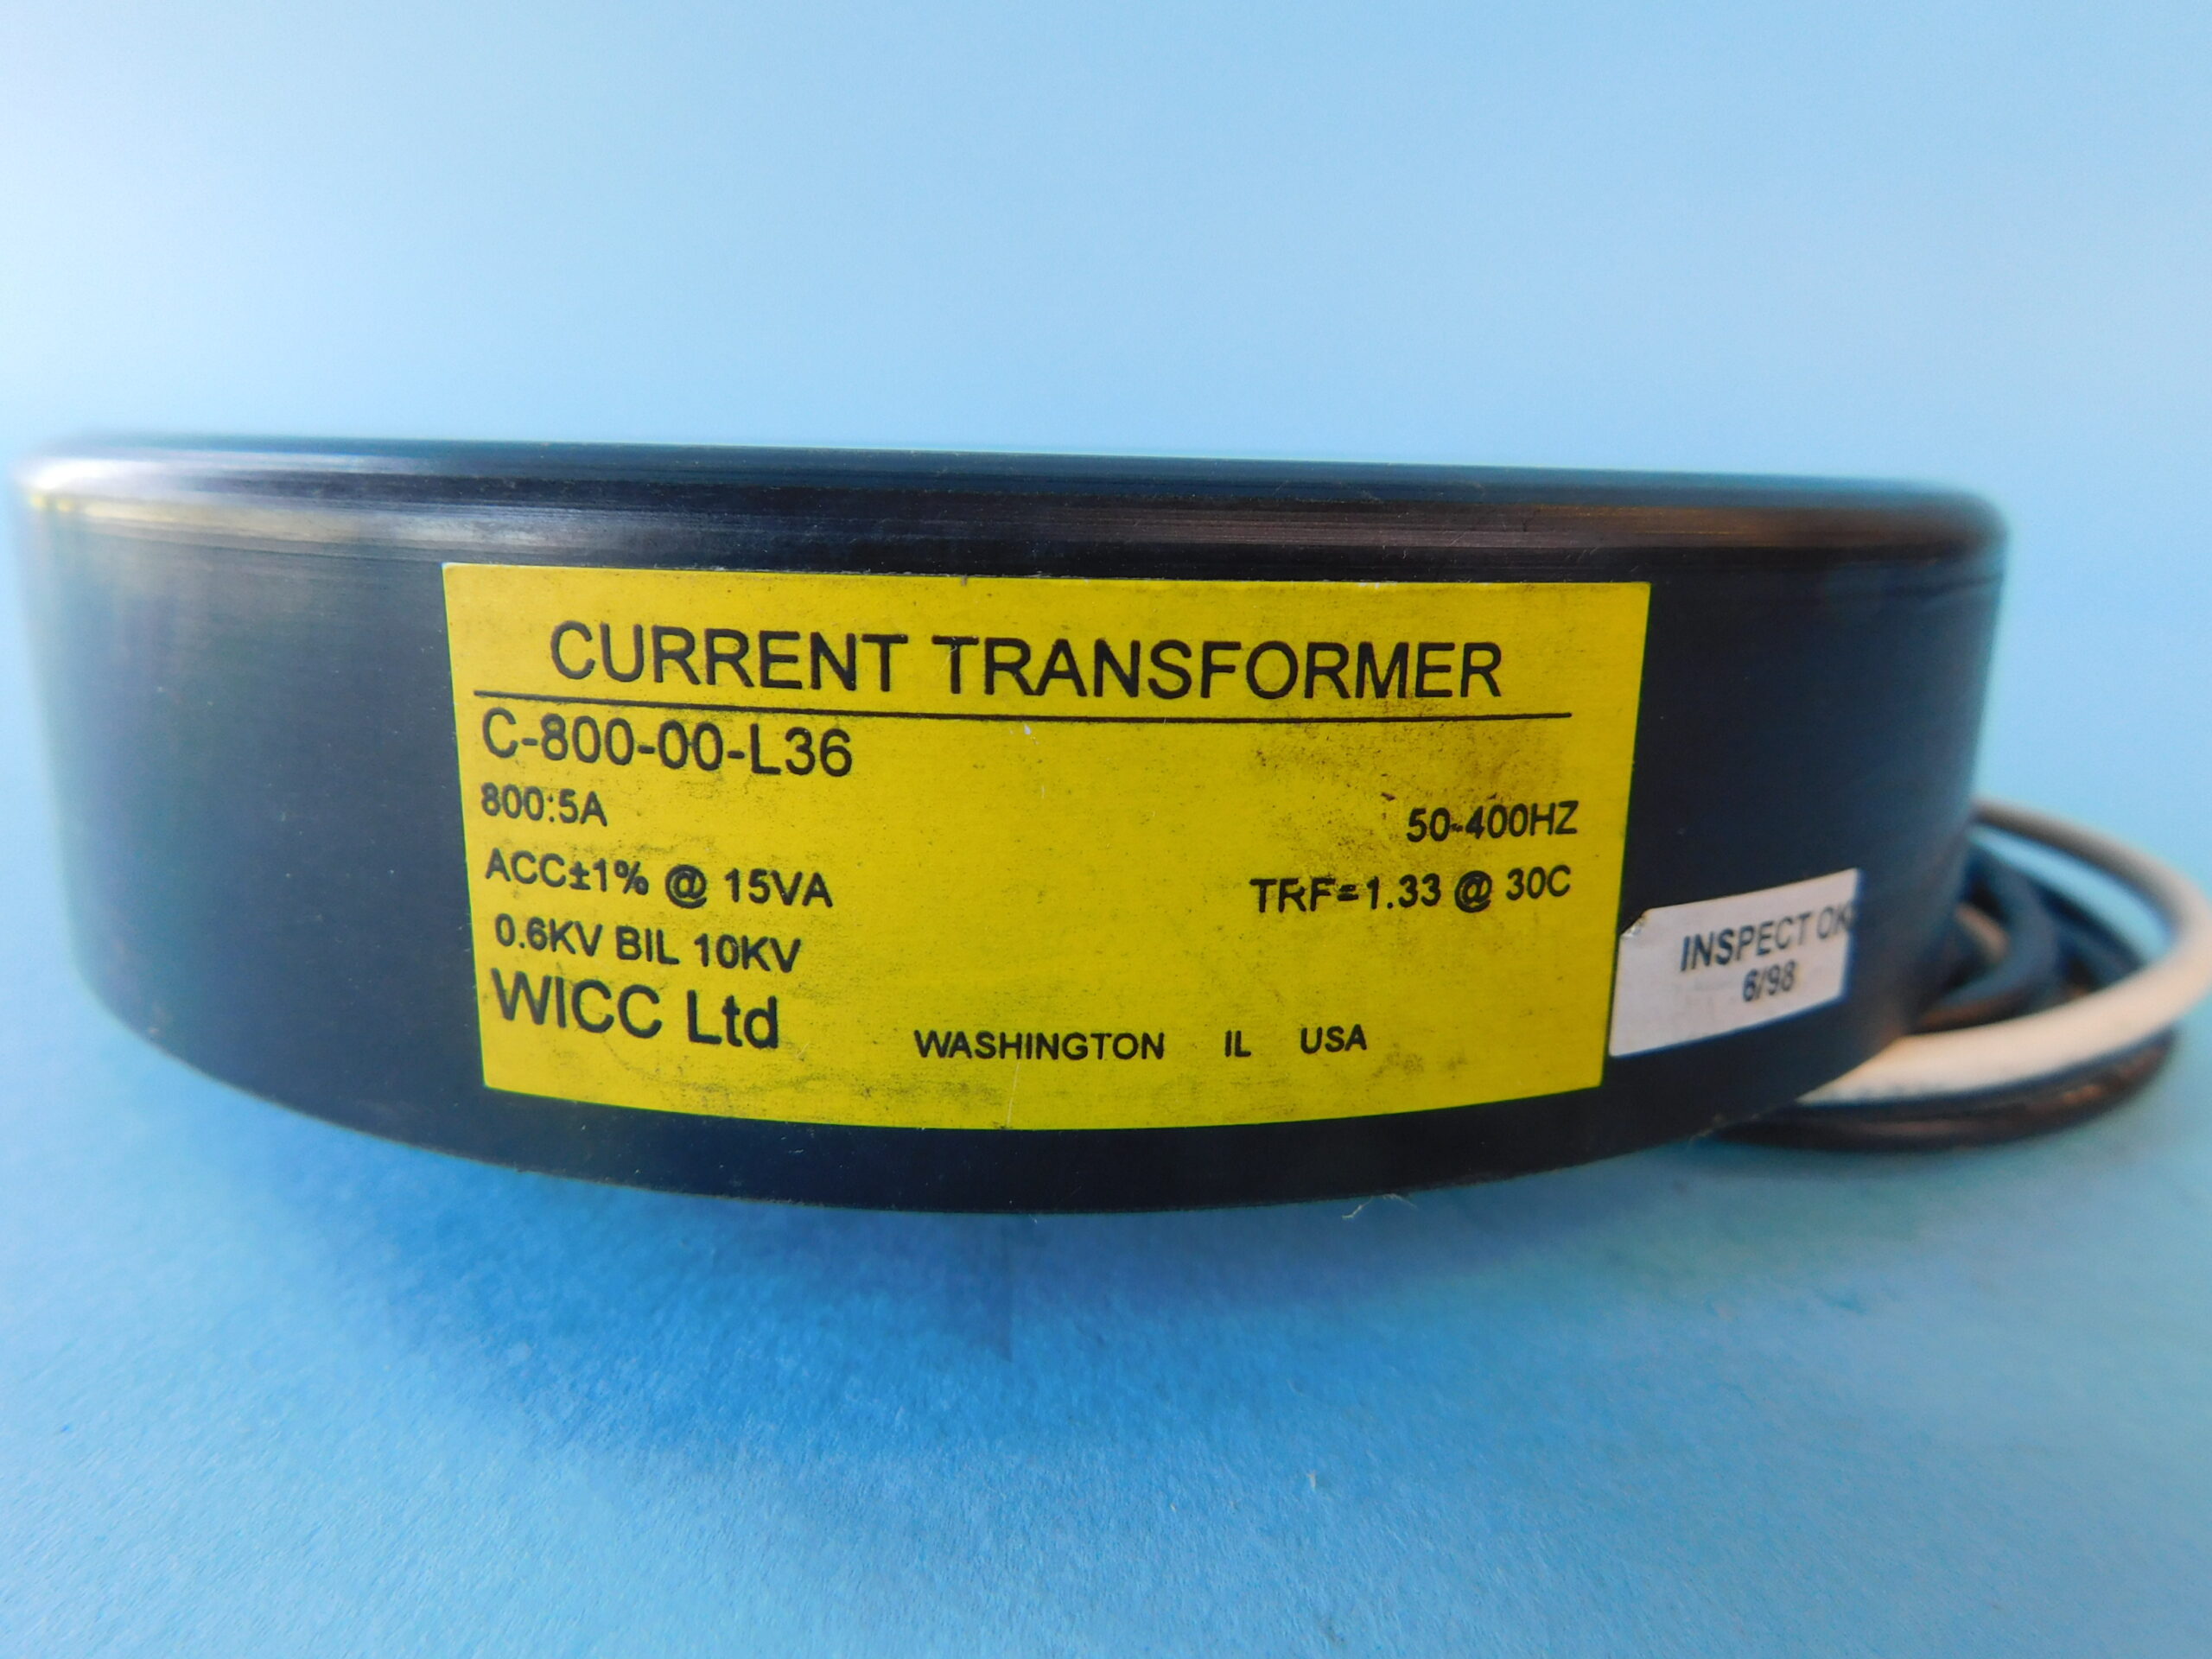 CURRENT TRANSFORMER
C-800-00-L36
800:5A 50-400HZ
ACC±1% @ 15VA TRF=1.33 @ 30C
0.6KV BIL 10KV
WICC Ltd WASHINGTON IL USA
INSPECT OK
6/98